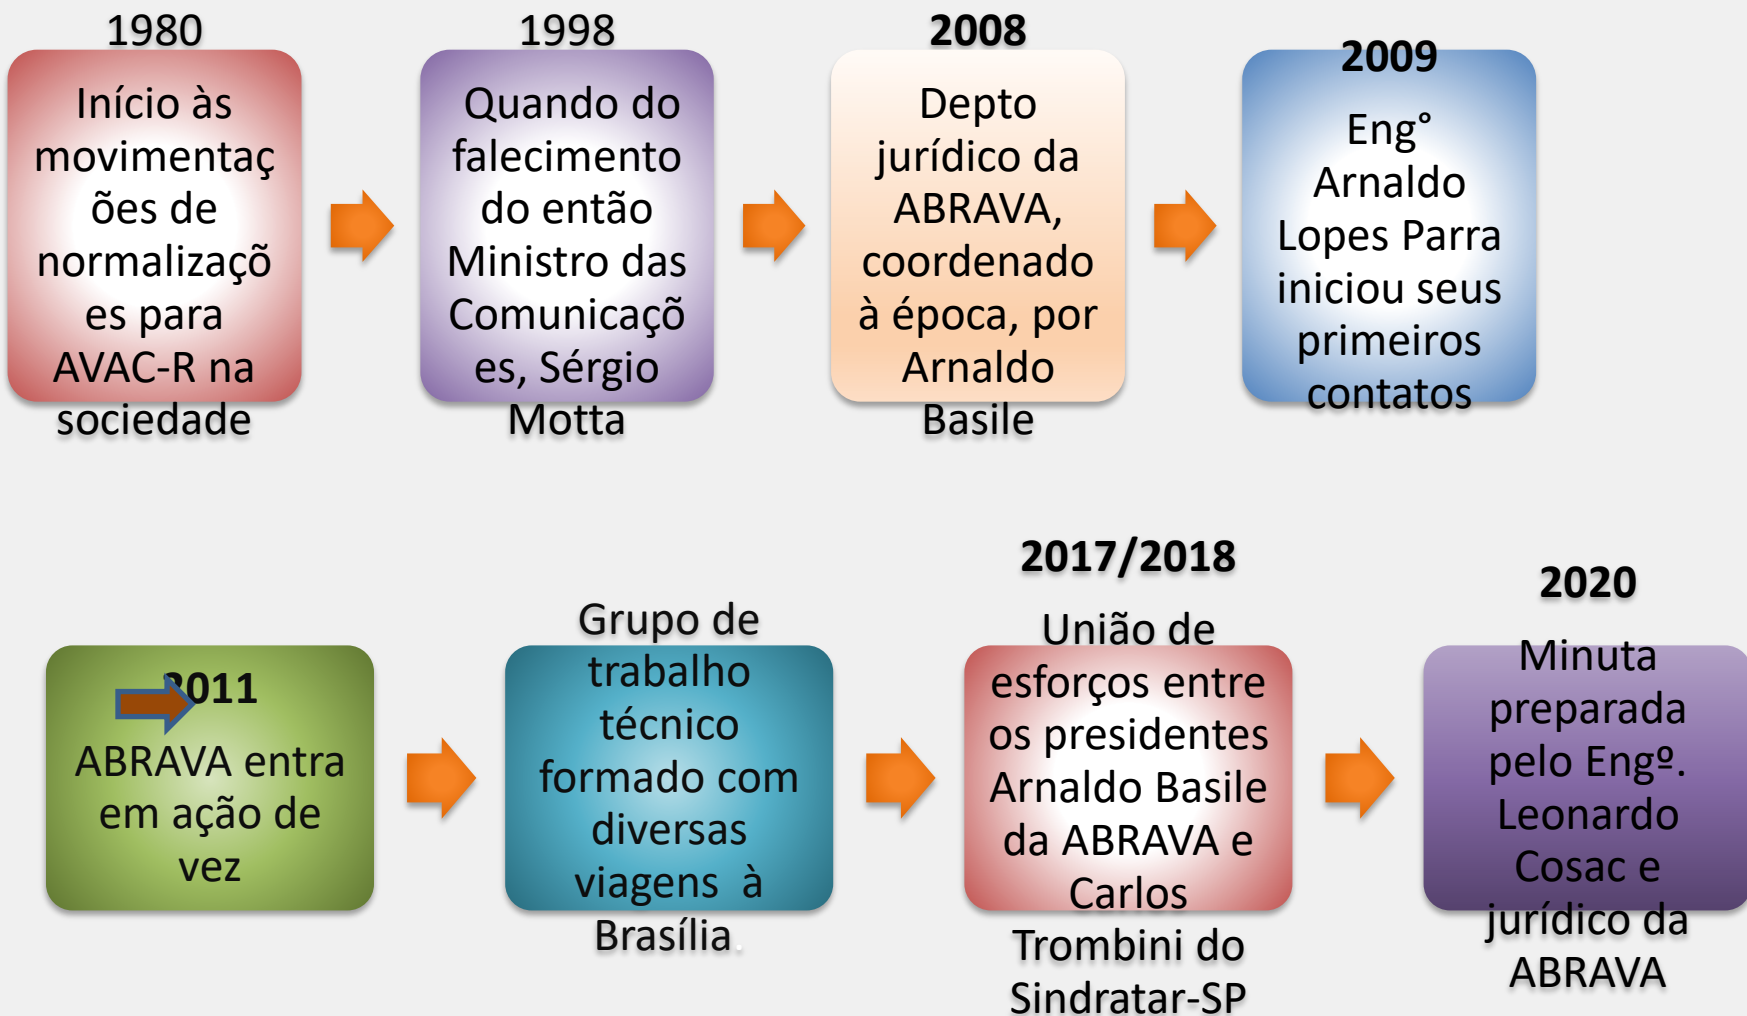 1980
Início às
movimentaç
ões de
normalizaçõ
es para
AVAC-R na
sociedade
1998
Quando do
falecimento
do então
Ministro das
Comunicaçõ
es, Sérgio
Motta
2008
Depto
jurídico da
ABRAVA,
coordenado
à época, por
Arnaldo
Basile
2009
Eng°
Arnaldo
Lopes Parra
iniciou seus
primeiros
contatos
2011
ABRAVA entra
em ação de
vez
Grupo de
trabalho
técnico
formado com
diversas
viagens à
Brasília.
2017/2018
União de
esforços entre
os presidentes
Arnaldo Basile
da ABRAVA e
Carlos
Trombini do
Sindratar-SP
2020
Minuta
preparada
pelo Engº.
Leonardo
Cosac e
jurídico da
ABRAVA